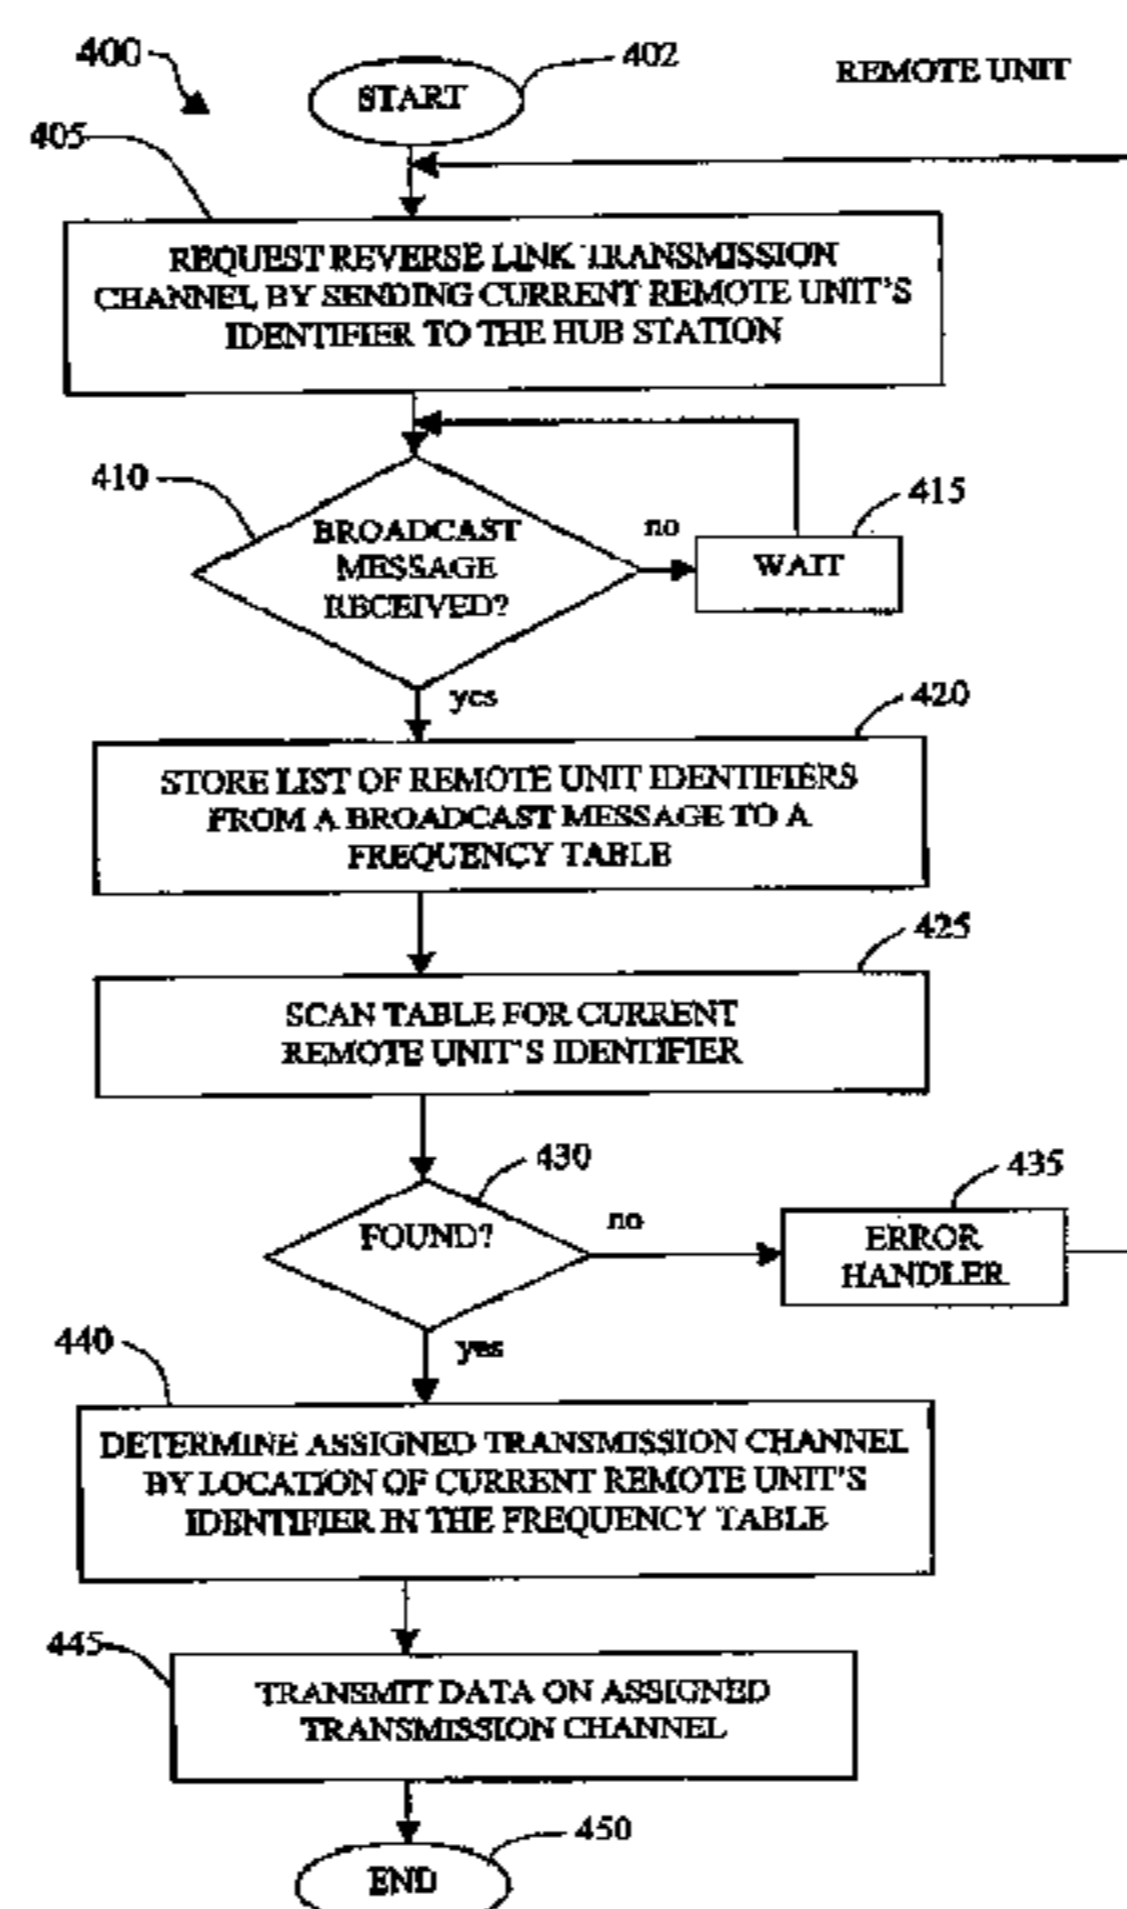 400
402
START
REMOTE UNIT
405
REQUEST REVERSE LINK TRANSMISSION
CHANNEL BY SENDING CURRENT REMOTE UNIT'S
IDENTIFIER TO THE HUB STATION
410
BROADCAST
MESSAGE
RECEIVED?
no
415
WAIT
yes
420
STORE LIST OF REMOTE UNIT IDENTIFIERS
FROM A BROADCAST MESSAGE TO A
FREQUENCY TABLE
425
SCAN TABLE FOR CURRENT
REMOTE UNIT'S IDENTIFIER
430
FOUND?
no
435
ERROR
HANDLER
yes
440
DETERMINE ASSIGNED TRANSMISSION CHANNEL
BY LOCATION OF CURRENT REMOTE UNIT'S
IDENTIFIER IN THE FREQUENCY TABLE
445
TRANSMIT DATA ON ASSIGNED
TRANSMISSION CHANNEL
450
END